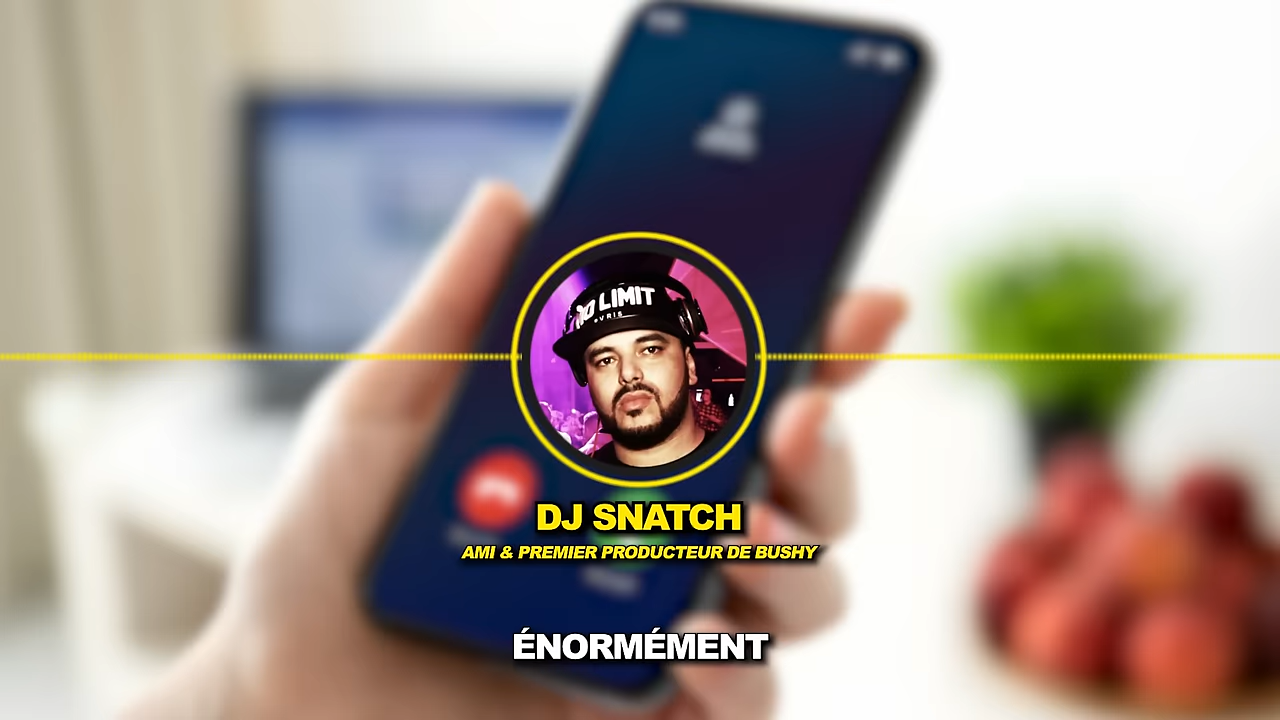 NO LIMIT
DJ SNATCH
AMI & PREMIER PRODUCTEUR DE BUSHY
ÉNORMÉMENT